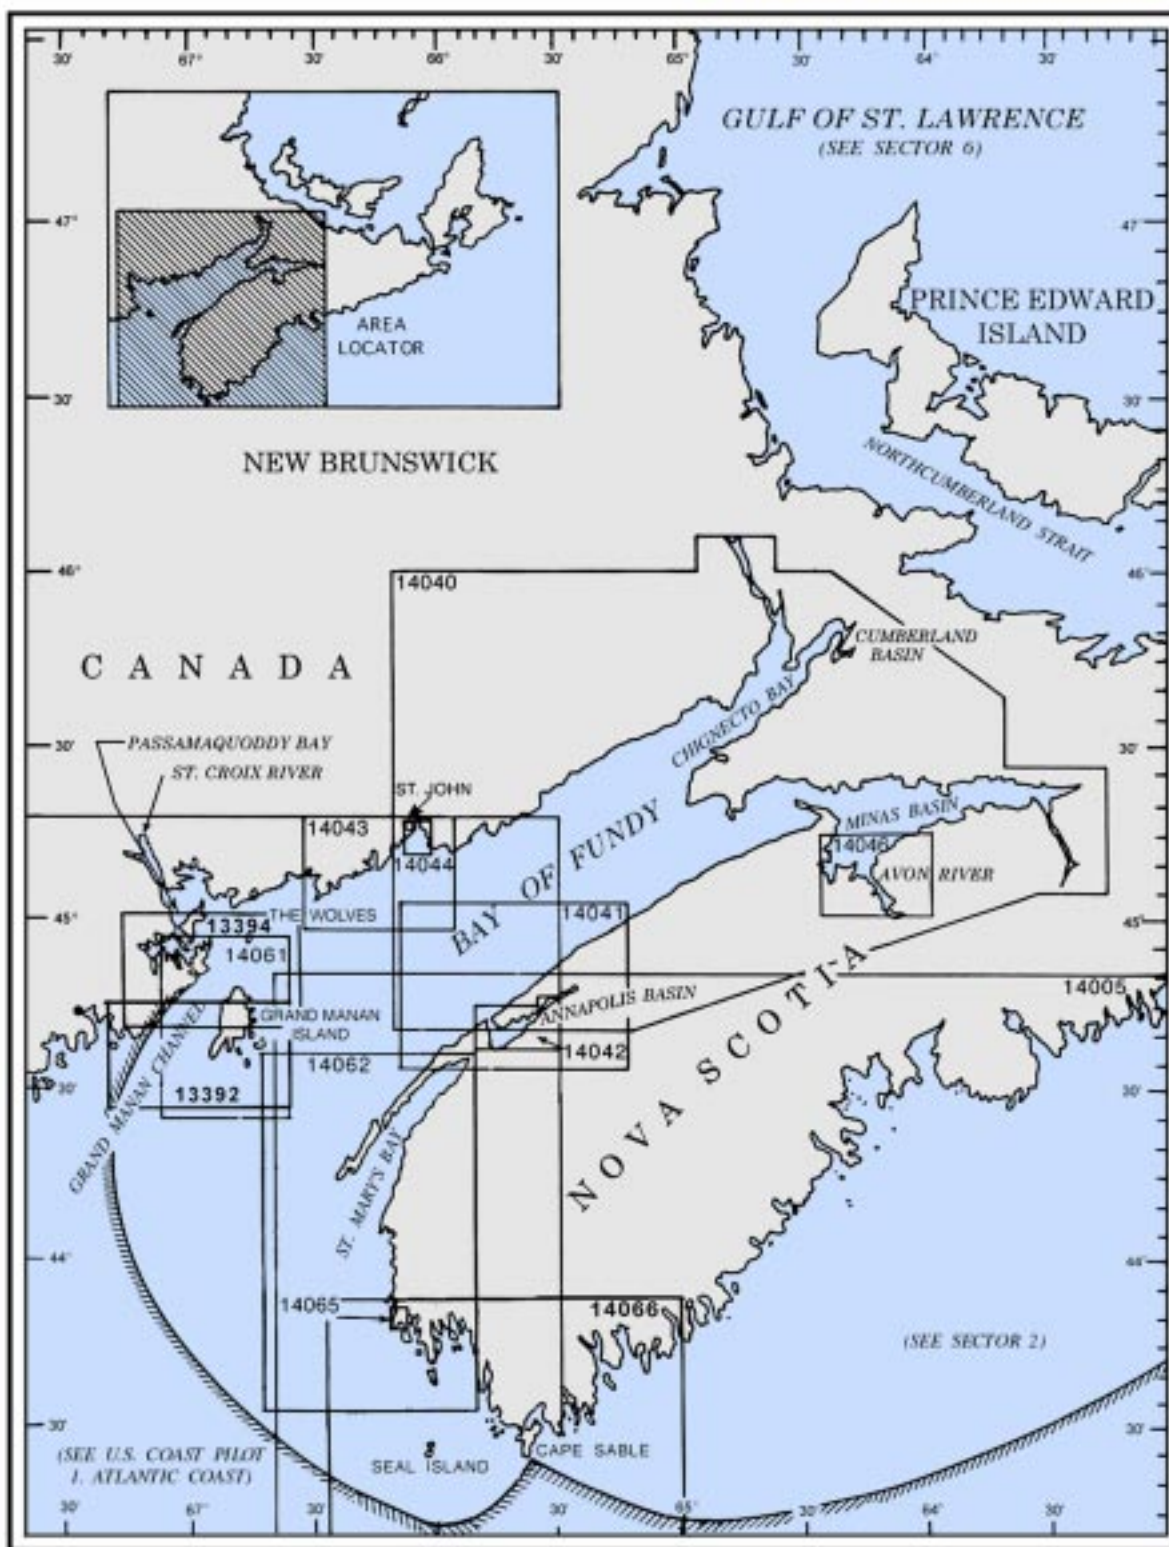 30'
67°
30'
66°
30'
65°
30'
64
30'
GULF OF ST. LAWRENCE
(SEE SECTOR 6)
47°
47
PRINCE EDWARD
ISLAND
AREA
LOCATOR
30'
30'
NEW BRUNSWICK
NORTHCUMBERLAND STRAIT
46°
46°
14040
CUMBERLAND
BASIN
CANADA
CHIGNECTO BAY
30'
30'
PASSAMAQUODDY BAY
ST. CROIX RIVER
ST. JOHN
MINAS BASIN
14043
14044
14046
BAY OF FUNDY
AVON RIVER
45°
45°
THE WOLVES
14041
13394
14061
14005
GRAND MANAN
ISLAND
ANNAPOLIS BASIN
14042
14062
30'
30'
13392
GRAND MANAN CHANNEL
NOVA SCOTIA
ST. MARY'S BAY
44°
44°
14065
14066
(SEE SECTOR 2)
30'
30'
(SEE U.S. COAST PILOT
1. ATLANTIC COAST)
SEAL ISLAND
CAPE SABLE
30'
67°
30'
66°
30'
65°
30'
64°
30'